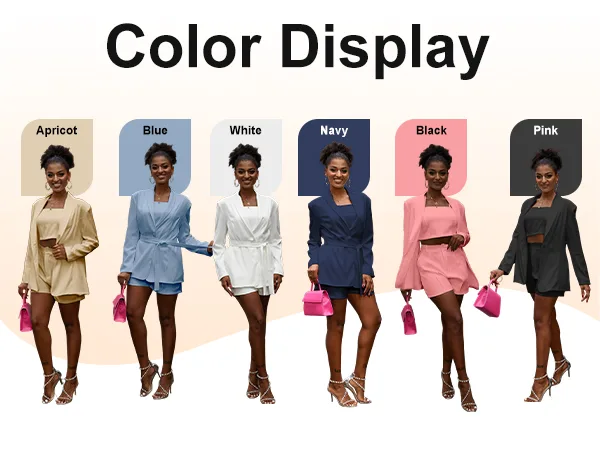 Color Display
Apricot
Blue
White
Navy
Black
Pink